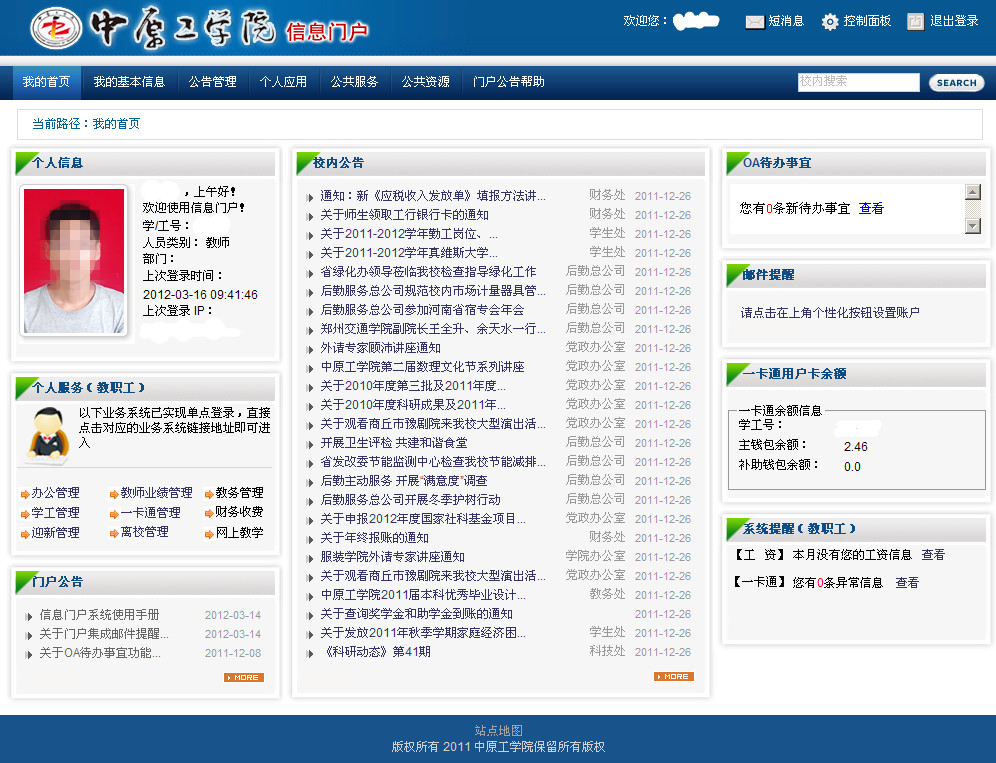 中原工学院 信息门户
欢迎您： 短消息 控制面板 退出登录
我的首页 我的基本信息 公告管理 个人应用 公共服务 公共资源 门户公告帮助 校内搜索 SEARCH
当前路径：我的首页
个人信息
，上午好！
欢迎使用信息门户！
学/工号：
人员类别： 教师
部门：
上次登录时间：
2012-03-16 09:41:46
上次登录 IP：
个人服务（教职工）
以下业务系统已实现单点登录，直接
点击对应的业务系统链接地址即可进
入
办公管理 教师业绩管理 教务管理
学工管理 一卡通管理 财务收费
迎新管理 离校管理 网上教学
门户公告
信息门户系统使用手册 2012-03-14
关于门户集成邮件提醒... 2012-03-14
关于OA待办事宜功能... 2011-12-08
MORE
校内公告
通知：新《应税收入发放单》填报方法讲... 财务处 2011-12-26
关于师生领取工行银行卡的通知 财务处 2011-12-26
关于2011-2012学年勤工岗位、... 学生处 2011-12-26
关于2011-2012学年真维斯大学... 学生处 2011-12-26
省绿化办领导莅临我校检查指导绿化工作 后勤总公司 2011-12-26
后勤服务总公司规范校内市场计量器具管... 后勤总公司 2011-12-26
后勤服务总公司参加河南省宿专会年会 后勤总公司 2011-12-26
郑州交通学院副院长王全升、余天水一行... 后勤总公司 2011-12-26
外请专家顾沛讲座通知 党政办公室 2011-12-26
中原工学院第二届数理文化节系列讲座 党政办公室 2011-12-26
关于2010年度第三批及2011年度... 党政办公室 2011-12-26
关于2010年度科研成果及2011年... 党政办公室 2011-12-26
关于观看商丘市豫剧院来我校大型演出活... 党政办公室 2011-12-26
开展卫生评检 共建和谐食堂 后勤总公司 2011-12-26
省发改委节能监测中心检查我校节能减排... 后勤总公司 2011-12-26
后勤主动服务 开展“满意度”调查 后勤总公司 2011-12-26
后勤服务总公司开展冬季护树行动 后勤总公司 2011-12-26
关于申报2012年度国家社科基金项目... 党政办公室 2011-12-26
关于年终报账的通知 财务处 2011-12-26
服装学院外请专家讲座通知 学院办公室 2011-12-26
关于观看商丘市豫剧院来我校大型演出活... 党政办公室 2011-12-26
中原工学院2011届本科优秀毕业设计... 教务处 2011-12-26
关于查询奖学金和助学金到账的通知 2011-12-26
关于发放2011年秋季学期家庭经济困... 学生处 2011-12-26
《科研动态》第41期 科技处 2011-12-26
MORE
OA待办事宜
您有0条新待办事宜 查看
邮件提醒
请点击在上角个性化按钮设置账户
一卡通用户卡余额
一卡通余额信息
学工号：
主钱包余额： 2.46
补助钱包余额： 0.0
系统提醒（教职工）
【工 资】 本月没有您的工资信息 查看
【一卡通】您有0条异常信息 查看
站点地图
版权所有 2011 中原工学院保留所有版权